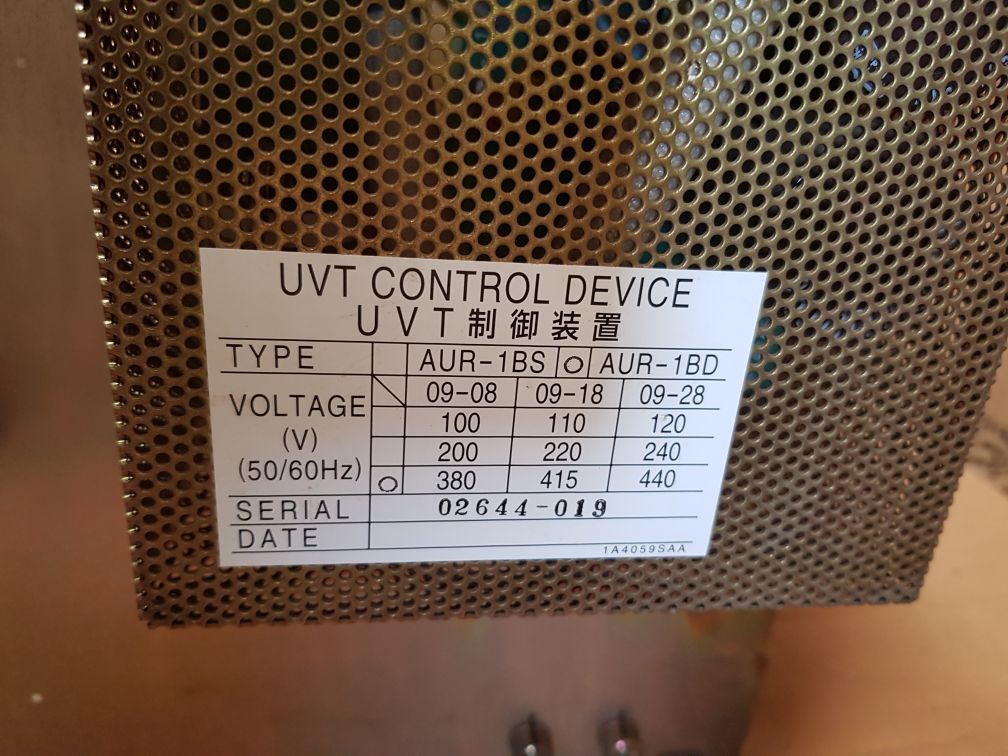 UVT CONTROL DEVICE
UVT制御装置
TYPE AUR-1BS ○ AUR-1BD
VOLTAGE (V) (50/60Hz)
09-08 09-18 09-28
100 110 120
200 220 240
○ 380 415 440
SERIAL 02644-019
DATE
1A4059SAA